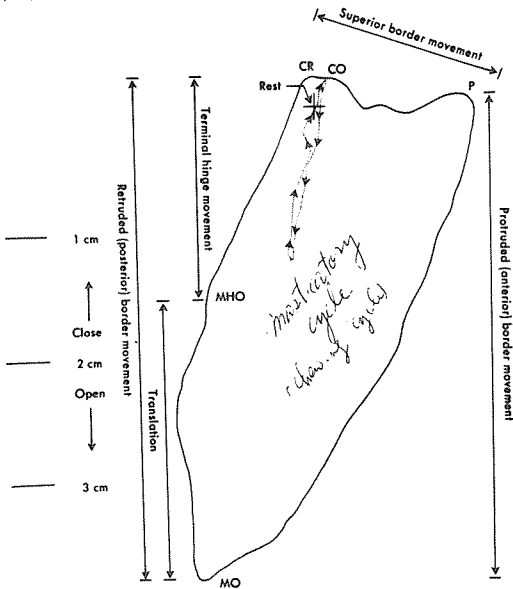 Superior border movement
CR CO
Rest
P
Terminal hinge movement
Retruded (posterior) border movement
Protruded (anterior) border movement
1 cm
MHO
masticatory
cycle
(chewing cycle)
Close
2 cm
Open
Translation
3 cm
MO